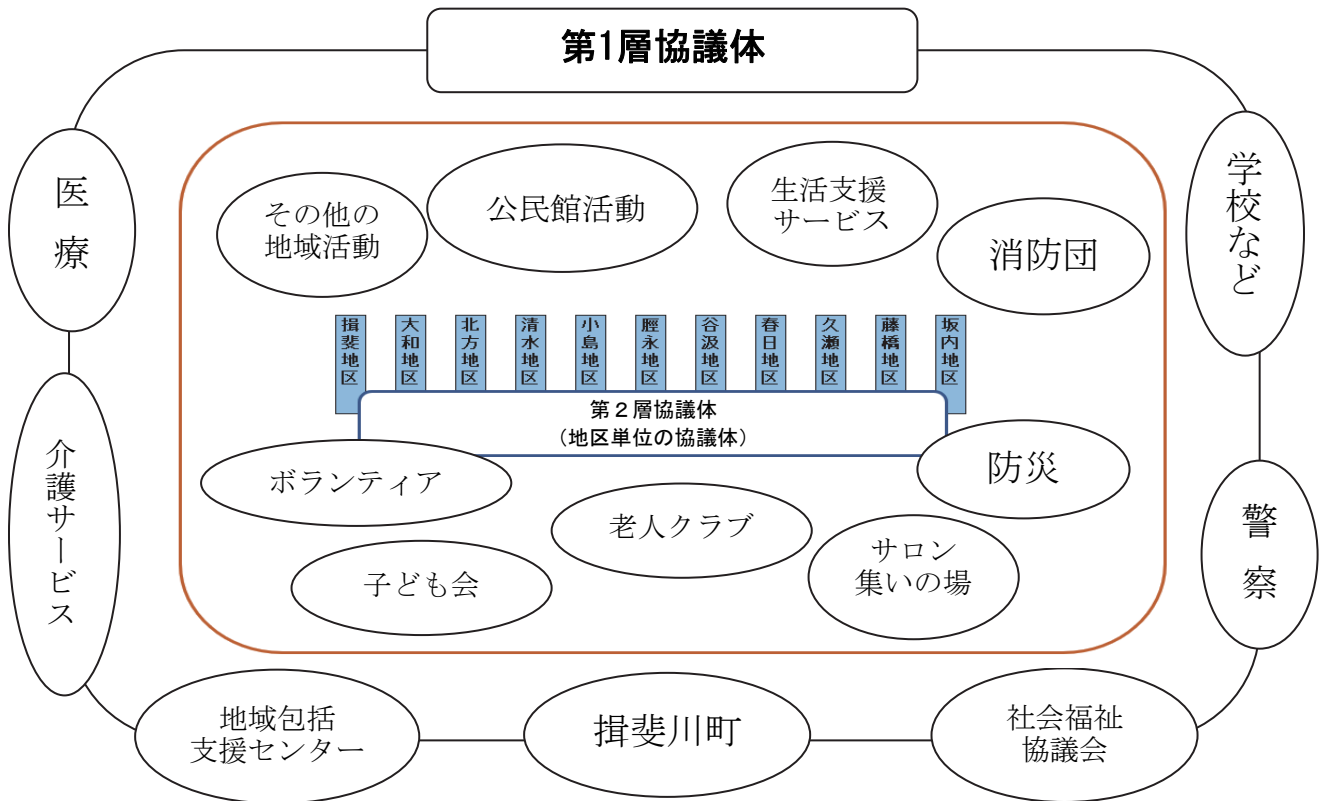 第1層協議体
医療
学校など
その他の
地域活動
公民館活動
生活支援
サービス
消防団
揖斐地区
大和地区
北方地区
清水地区
小島地区
脛永地区
谷汲地区
春日地区
久瀬地区
藤橋地区
坂内地区
第２層協議体
（地区単位の協議体）
介護サービス
ボランティア
防災
警察
老人クラブ
子ども会
サロン
集いの場
地域包括
支援センター
揖斐川町
社会福祉
協議会